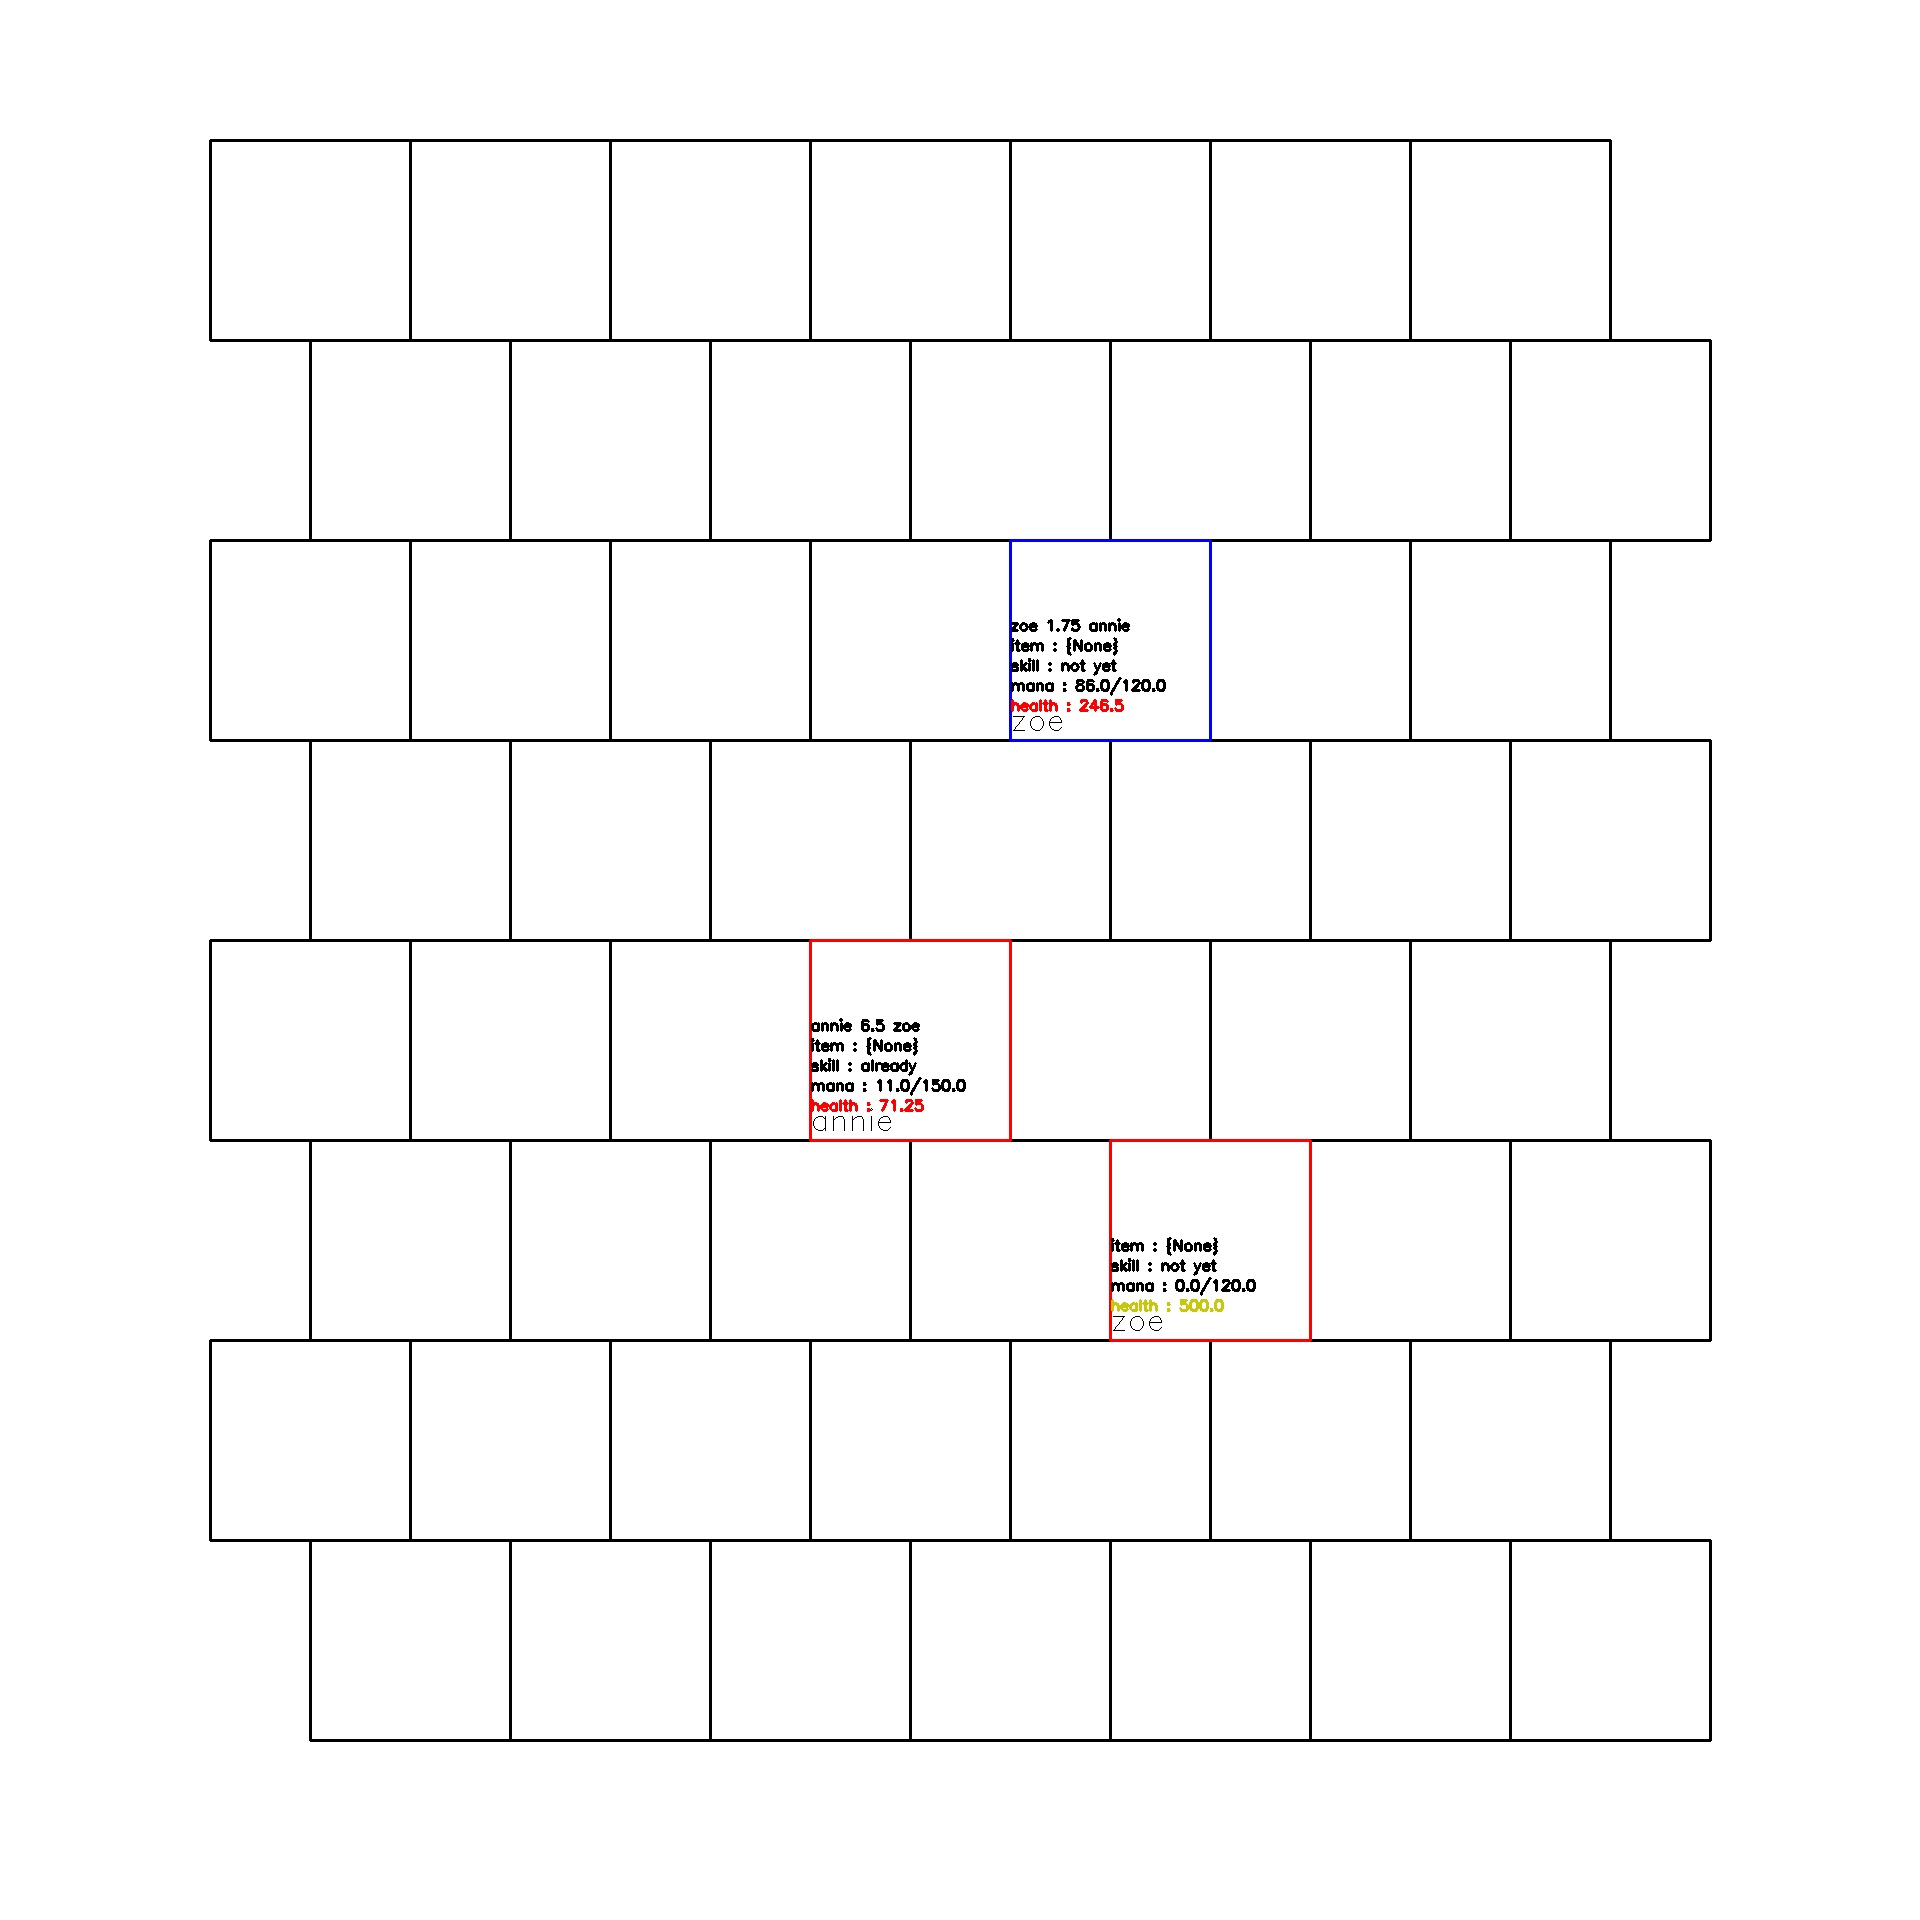 zoe 1.75 annie
item : {None}
skill : not yet
mana : 86.0/120.0
health : 246.5
zoe
annie 6.5 zoe
item : {None}
skill : already
mana : 11.0/150.0
health : 71.25
annie
item : {None}
skill : not yet
mana : 0.0/120.0
health : 500.0
zoe